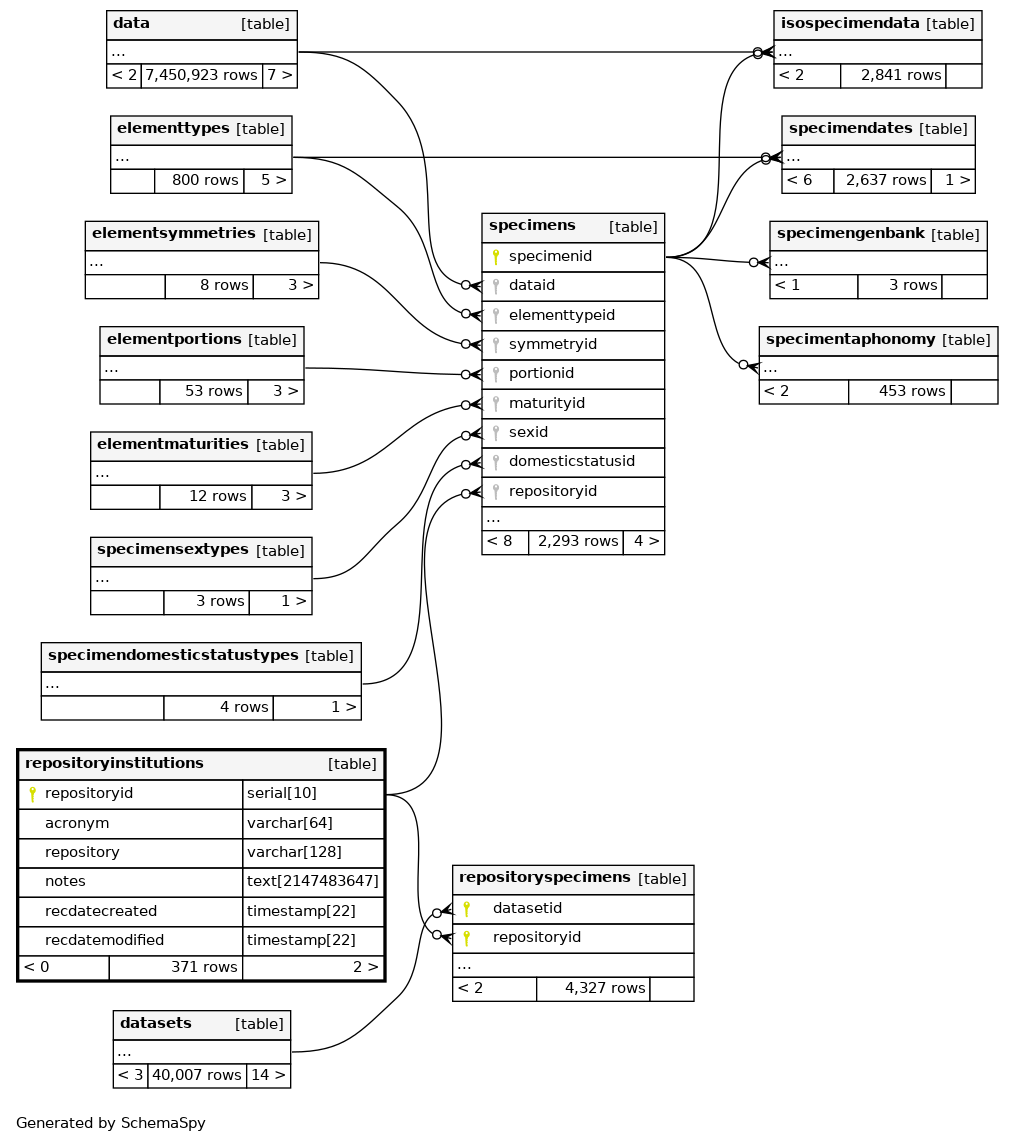 data [table]
...
< 2 7,450,923 rows 7 >
elementtypes [table]
...
800 rows 5 >
elementsymmetries [table]
...
8 rows 3 >
elementportions [table]
...
53 rows 3 >
elementmaturities [table]
...
12 rows 3 >
specimensextypes [table]
...
3 rows 1 >
specimendomesticstatustypes [table]
...
4 rows 1 >
repositoryinstitutions [table]
repositoryid serial[10]
acronym varchar[64]
repository varchar[128]
notes text[2147483647]
recdatecreated timestamp[22]
recdatemodified timestamp[22]
< 0 371 rows 2 >
datasets [table]
...
< 3 40,007 rows 14 >
specimens [table]
specimenid
dataid
elementtypeid
symmetryid
portionid
maturityid
sexid
domesticstatusid
repositoryid
...
< 8 2,293 rows 4 >
repositoryspecimens [table]
datasetid
repositoryid
...
< 2 4,327 rows
isospecimendata [table]
...
< 2 2,841 rows
specimendates [table]
...
< 6 2,637 rows 1 >
specimengenbank [table]
...
< 1 3 rows
specimentaphonomy [table]
...
< 2 453 rows
Generated by SchemaSpy